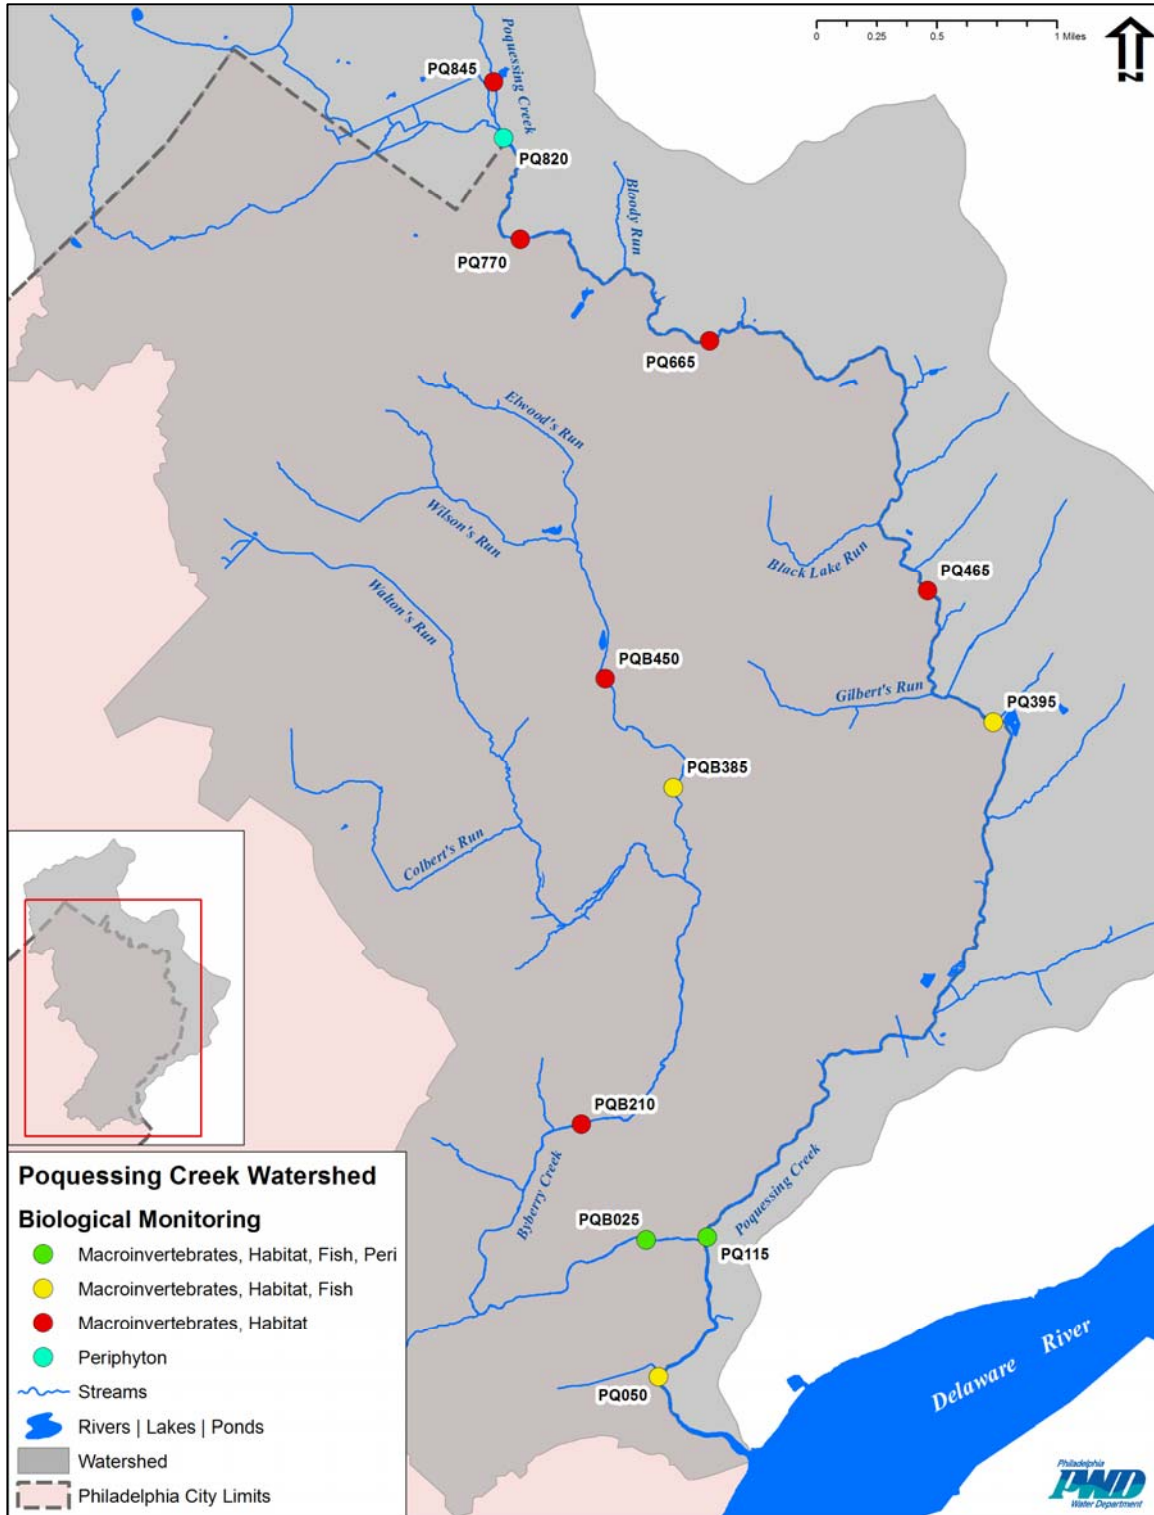 0 0.25 0.5 1 Miles
N
Poquessing Creek
PQ845
PQ820
Bloody Run
PQ770
PQ665
Elwood's Run
Wilson's Run
Black Lake Run
PQ465
Walton's Run
PQB450
Gilbert's Run
PQ395
PQB385
Colbert's Run
PQB210
Byberry Creek
PQB025
Poquessing Creek
PQ115
PQ050
Delaware River
Poquessing Creek Watershed
Biological Monitoring
Macroinvertebrates, Habitat, Fish, Peri
Macroinvertebrates, Habitat, Fish
Macroinvertebrates, Habitat
Periphyton
Streams
Rivers | Lakes | Ponds
Watershed
Philadelphia City Limits
Philadelphia
PWD
Water Department